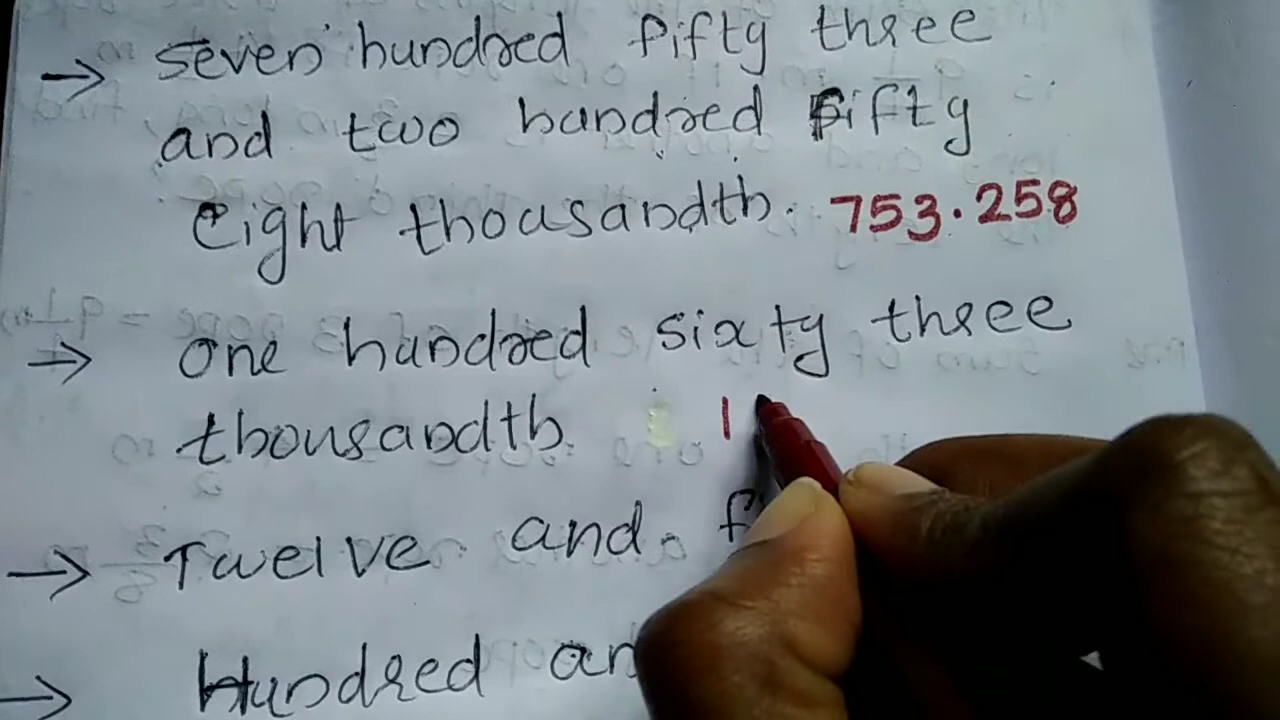 → Seven hundred fifty three
and two hundred fifty
eight thousandth. 753.258
→ One hundred sixty three
thousandth 1
→ Twelve and
→ Hundred